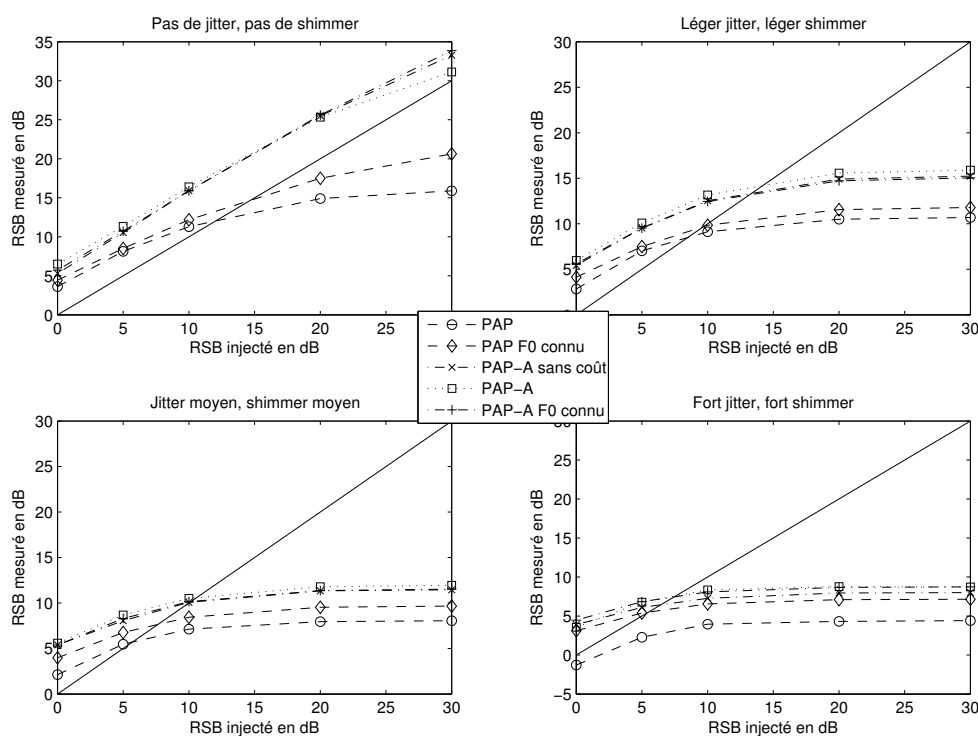 Pas de jitter, pas de shimmer
35
30
25
20
15
10
5
0
0 5 10 15 20 25 30
RSB mesuré en dB
RSB injecté en dB
Léger jitter, léger shimmer
30
25
20
15
10
5
0 5 10 15 20 25 30
RSB mesuré en dB
RSB injecté en dB
PAP
PAP F0 connu
PAP−A sans coût
PAP−A
PAP−A F0 connu
Jitter moyen, shimmer moyen
30
25
20
15
10
5
0
0 5 10 15 20 25 30
RSB mesuré en dB
RSB injecté en dB
Fort jitter, fort shimmer
30
25
20
15
10
5
0
−5
0 5 10 15 20 25 30
RSB mesuré en dB
RSB injecté en dB